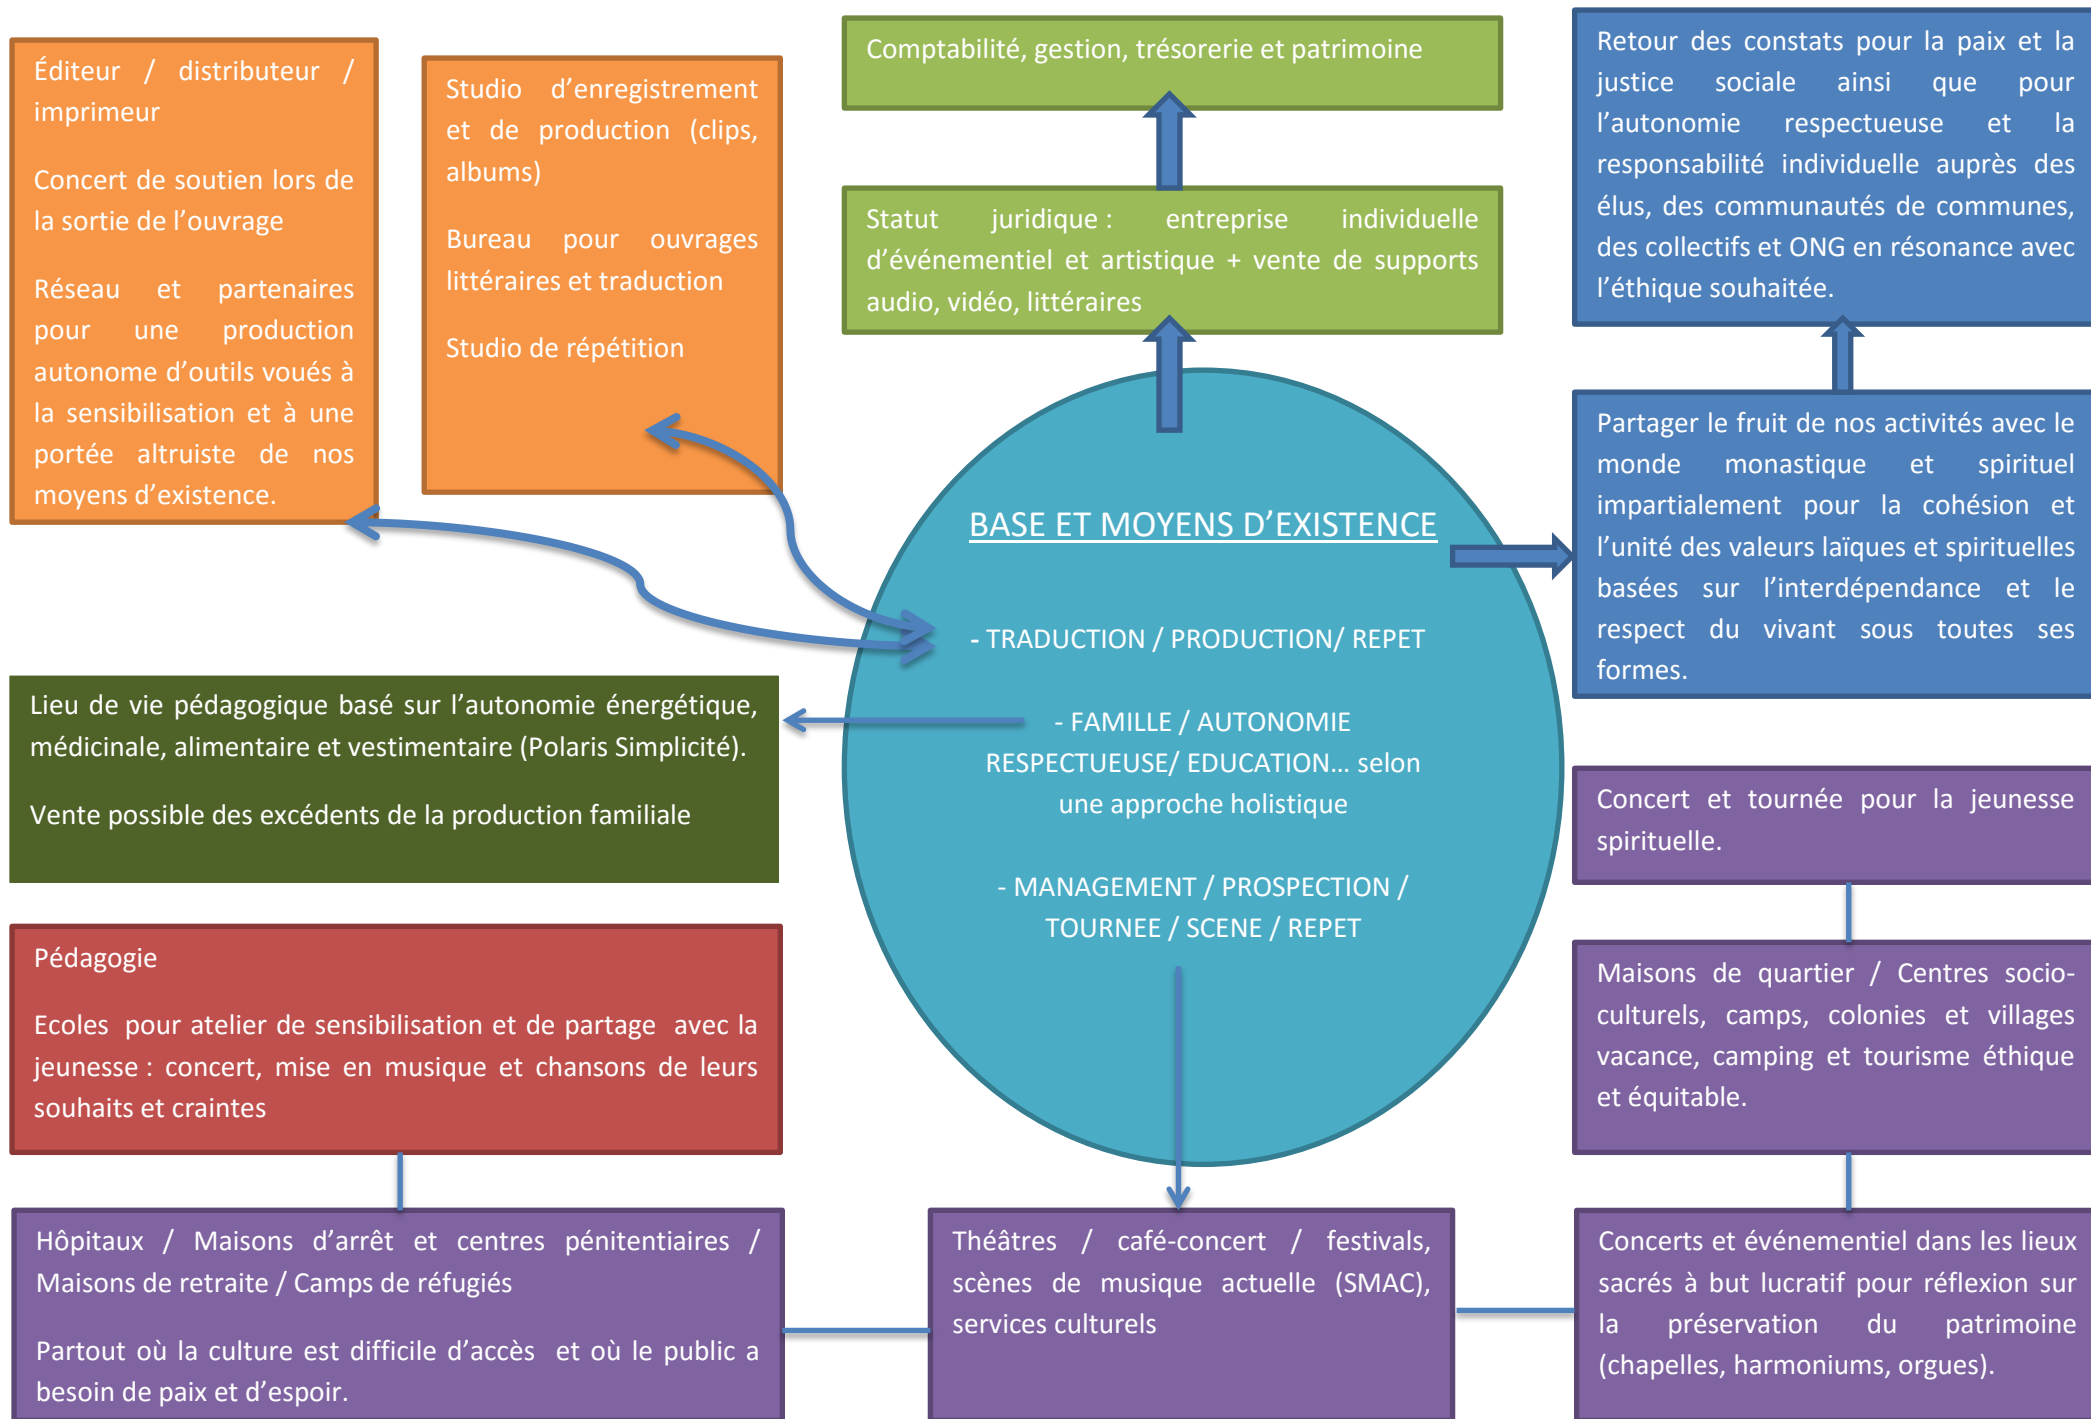 Éditeur / distributeur /
imprimeur
Concert de soutien lors de
la sortie de l’ouvrage
Réseau et partenaires
pour une production
autonome d’outils voués à
la sensibilisation et à une
portée altruiste de nos
moyens d’existence.
Studio d’enregistrement
et de production (clips,
albums)
Bureau pour ouvrages
littéraires et traduction
Studio de répétition
Comptabilité, gestion, trésorerie et patrimoine
Statut juridique : entreprise individuelle
d’événementiel et artistique + vente de supports
audio, vidéo, littéraires
Retour des constats pour la paix et la
justice sociale ainsi que pour
l’autonomie respectueuse et la
responsabilité individuelle auprès des
élus, des communautés de communes,
des collectifs et ONG en résonance avec
l’éthique souhaitée.
Partager le fruit de nos activités avec le
monde monastique et spirituel
impartialement pour la cohésion et
l’unité des valeurs laïques et spirituelles
basées sur l’interdépendance et le
respect du vivant sous toutes ses
formes.
BASE ET MOYENS D’EXISTENCE
- TRADUCTION / PRODUCTION/ REPET
- FAMILLE / AUTONOMIE
RESPECTUEUSE/ EDUCATION… selon
une approche holistique
- MANAGEMENT / PROSPECTION /
TOURNEE / SCENE / REPET
Lieu de vie pédagogique basé sur l’autonomie énergétique,
médicinale, alimentaire et vestimentaire (Polaris Simplicité).
Vente possible des excédents de la production familiale
Pédagogie
Ecoles pour atelier de sensibilisation et de partage avec la
jeunesse : concert, mise en musique et chansons de leurs
souhaits et craintes
Concert et tournée pour la jeunesse
spirituelle.
Maisons de quartier / Centres socio-
culturels, camps, colonies et villages
vacance, camping et tourisme éthique
et équitable.
Hôpitaux / Maisons d’arrêt et centres pénitentiaires /
Maisons de retraite / Camps de réfugiés
Partout où la culture est difficile d’accès et où le public a
besoin de paix et d’espoir.
Théâtres / café-concert / festivals,
scènes de musique actuelle (SMAC),
services culturels
Concerts et événementiel dans les lieux
sacrés à but lucratif pour réflexion sur
la préservation du patrimoine
(chapelles, harmoniums, orgues).